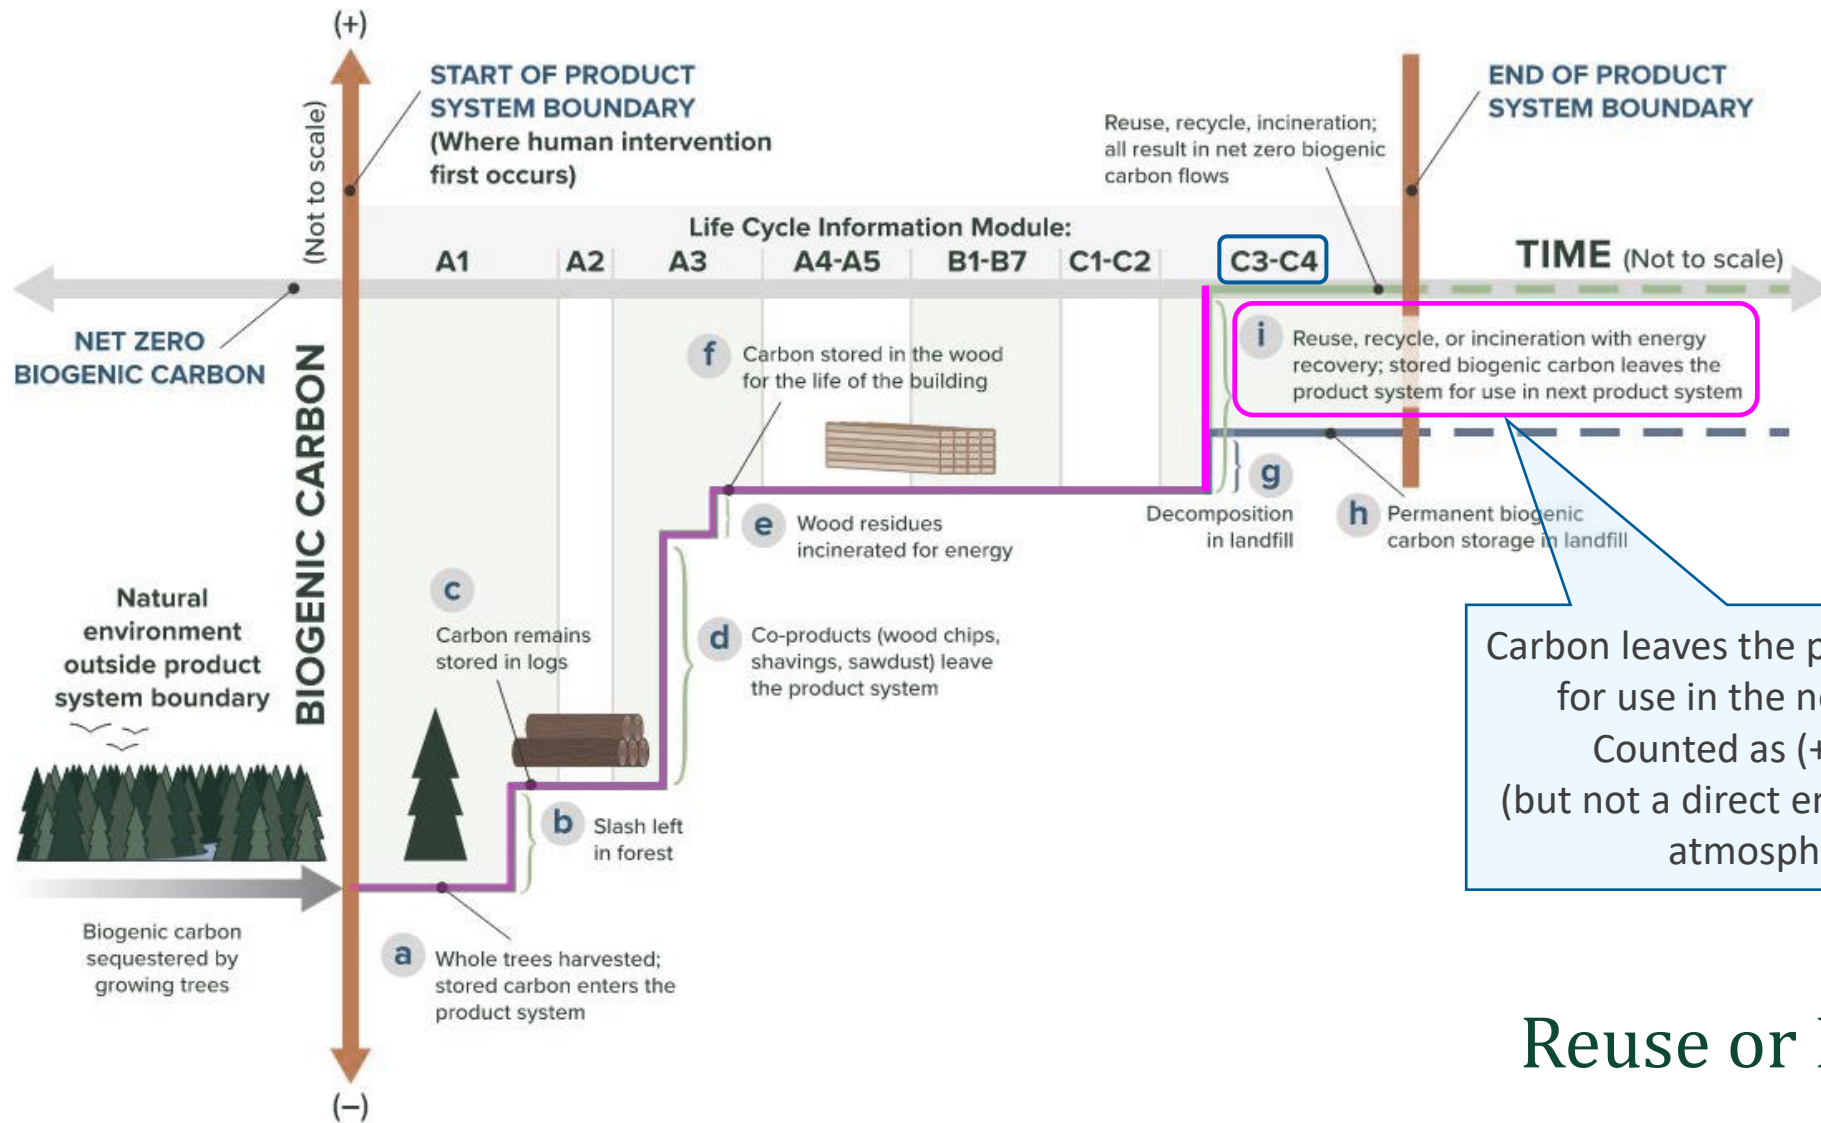 (+)
START OF PRODUCT
SYSTEM BOUNDARY
(Where human intervention
first occurs)
END OF PRODUCT
SYSTEM BOUNDARY
Reuse, recycle, incineration;
all result in net zero biogenic
carbon flows
(Not to scale)
Life Cycle Information Module:
A1
A2
A3
A4-A5
B1-B7
C1-C2
C3-C4
TIME (Not to scale)
NET ZERO
BIOGENIC CARBON
BIOGENIC CARBON
f
Carbon stored in the wood
for the life of the building
i
Reuse, recycle, or incineration with energy
recovery; stored biogenic carbon leaves the
product system for use in next product system
g
Decomposition
in landfill
h
Permanent biogenic
carbon storage in landfill
e
Wood residues
incinerated for energy
c
Carbon remains
stored in logs
d
Co-products (wood chips,
shavings, sawdust) leave
the product system
Natural
environment
outside product
system boundary
b
Slash left
in forest
Biogenic carbon
sequestered by
growing trees
a
Whole trees harvested;
stored carbon enters the
product system
(−)
Carbon leaves the
for use in the
Counted as (+
(but not a direct
Reuse or